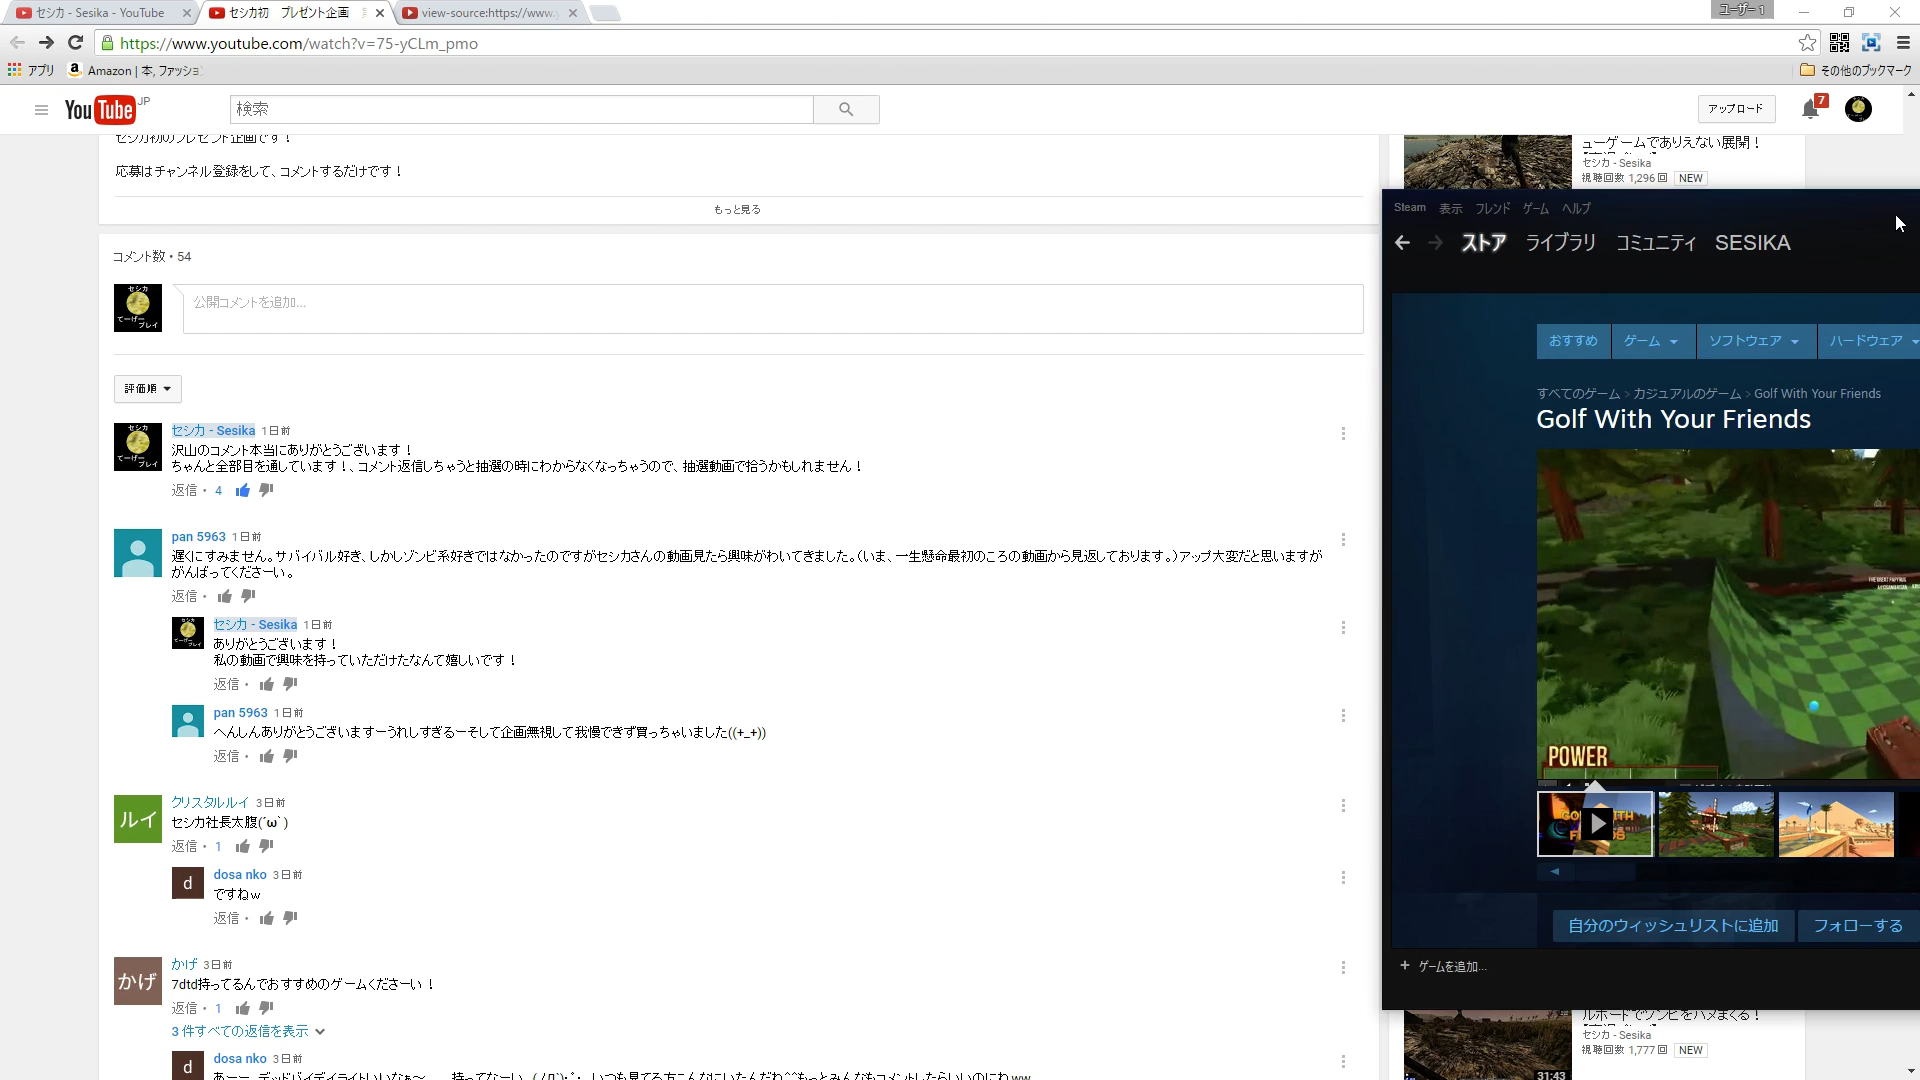 セシカ - Sesika - YouTube
セシカ初 プレゼント企画
view-source:https://www.
ユーザー 1
https://www.youtube.com/watch?v=75-yCLm_pmo
アプリ
Amazon | 本, ファッショ
その他のブックマーク
YouTube JP
検索
アップロード
7
セシカ初のプレゼント企画です！
応募はチャンネル登録をして、コメントするだけです！
もっと見る
コメント数・54
公開コメントを追加...
評価順
セシカ - Sesika 1日前
沢山のコメント本当にありがとうございます！
ちゃんと全部目を通しています！、コメント返信しちゃうと抽選の時にわからなくなっちゃうので、抽選動画で拾うかもしれません！
返信・ 4
pan 5963 1日前
遅くにすみません。サバイバル好き、しかしゾンビ系好きではなかったのですがセシカさんの動画見たら興味がわいてきました。（いま、一生懸命最初のころの動画から見返しております。）アップ大変だと思いますが
がんばってくださーい。
返信・
セシカ - Sesika 1日前
ありがとうございます！
私の動画で興味を持っていただけたなんて嬉しいです！
返信・
pan 5963 1日前
へんしんありがとうございますーうれしすぎるーそして企画無視して我慢できず買っちゃいました((+_+))
返信・
ルイ
クリスタルルイ 3日前
セシカ社長太腹(´ω`)
返信・ 1
d
dosa nko 3日前
ですねｗ
返信・
かげ
かげ 3日前
7dtd持ってるんでおすすめのゲームくださーい！
返信・ 1
3 件すべての返信を表示
d
dosa nko 3日前
ューゲームでありえない展開！
セシカ - Sesika
視聴回数 1,296 回 NEW
Steam 表示 フレンド ゲーム ヘルプ
ストア ライブラリ コミュニティ SESIKA
おすすめ ゲーム ソフトウェア ハードウェア
すべてのゲーム > カジュアルのゲーム > Golf With Your Friends
Golf With Your Friends
POWER
自分のウィッシュリストに追加 フォローする
+ ゲームを追加...
ルボードでゾンビをハメまくる！
セシカ - Sesika
視聴回数 1,777 回 NEW
31:43